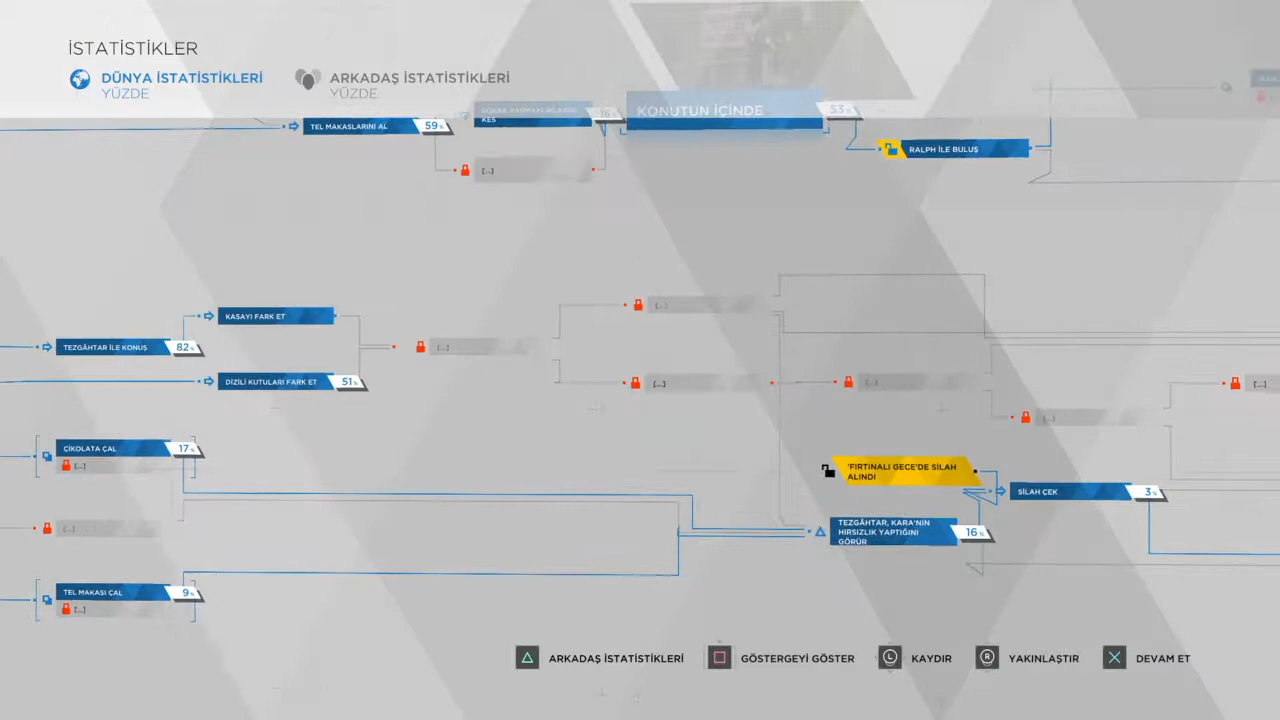 İSTATİSTİKLER
DÜNYA İSTATİSTİKLERİ
YÜZDE
ARKADAŞ İSTATİSTİKLERİ
YÜZDE
TEL MAKASLARINI AL 59%
KES
KONUTUN İÇİNDE 53%
RALPH İLE BULUŞ
[...]
KASAYI FARK ET
[...]
TEZGÂHTAR İLE KONUŞ 82%
[...]
DİZİLİ KUTULARI FARK ET 51%
[...]
[...]
[...]
[...]
ÇİKOLATA ÇAL 17%
[...]
'FIRTINALI GECE'DE SİLAH
ALINDI
SİLAH ÇEK 3%
[...]
TEZGÂHTAR, KARA'NIN
HIRSIZLIK YAPTIĞINI
GÖRÜR
16%
TEL MAKASI ÇAL 9%
[...]
ARKADAŞ İSTATİSTİKLERİ
GÖSTERGEYİ GÖSTER
L KAYDIR
R YAKINLAŞTIR
DEVAM ET